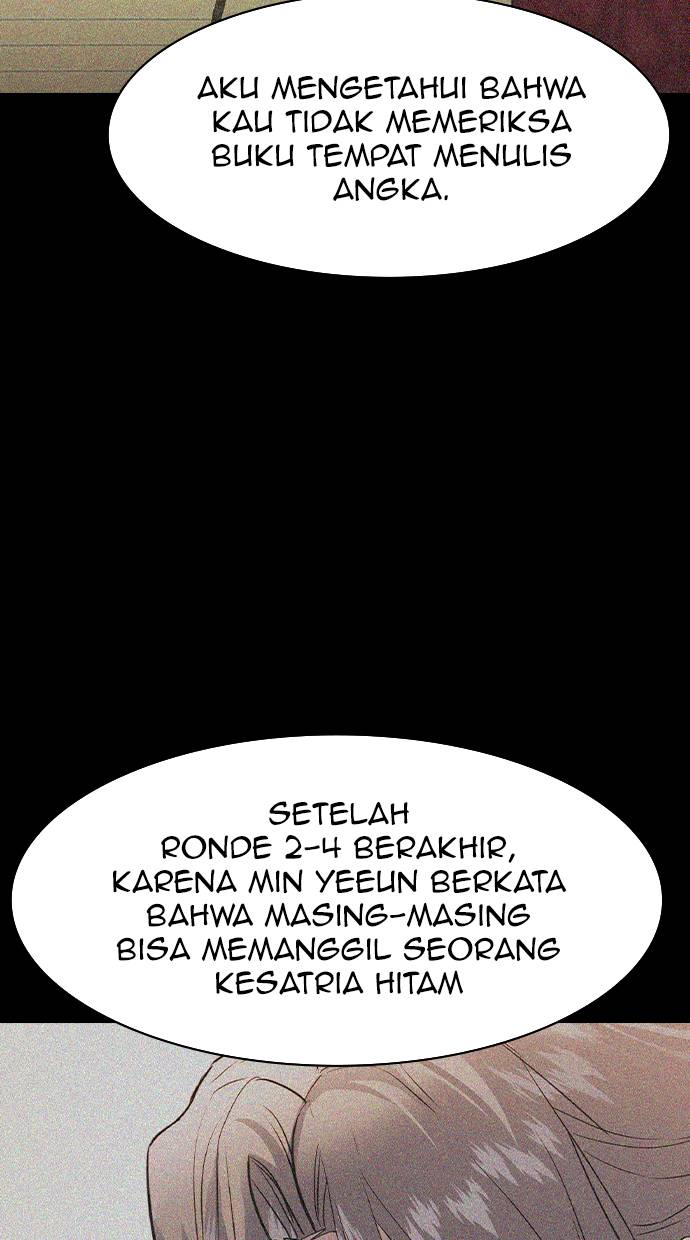 AKU MENGETAHUI BAHWA
KAU TIDAK MEMERIKSA
BUKU TEMPAT MENULIS
ANGKA.
SETELAH
RONDE 2-4 BERAKHIR,
KARENA MIN YEEUN BERKATA
BAHWA MASING-MASING
BISA MEMANGGIL SEORANG
KESATRIA HITAM